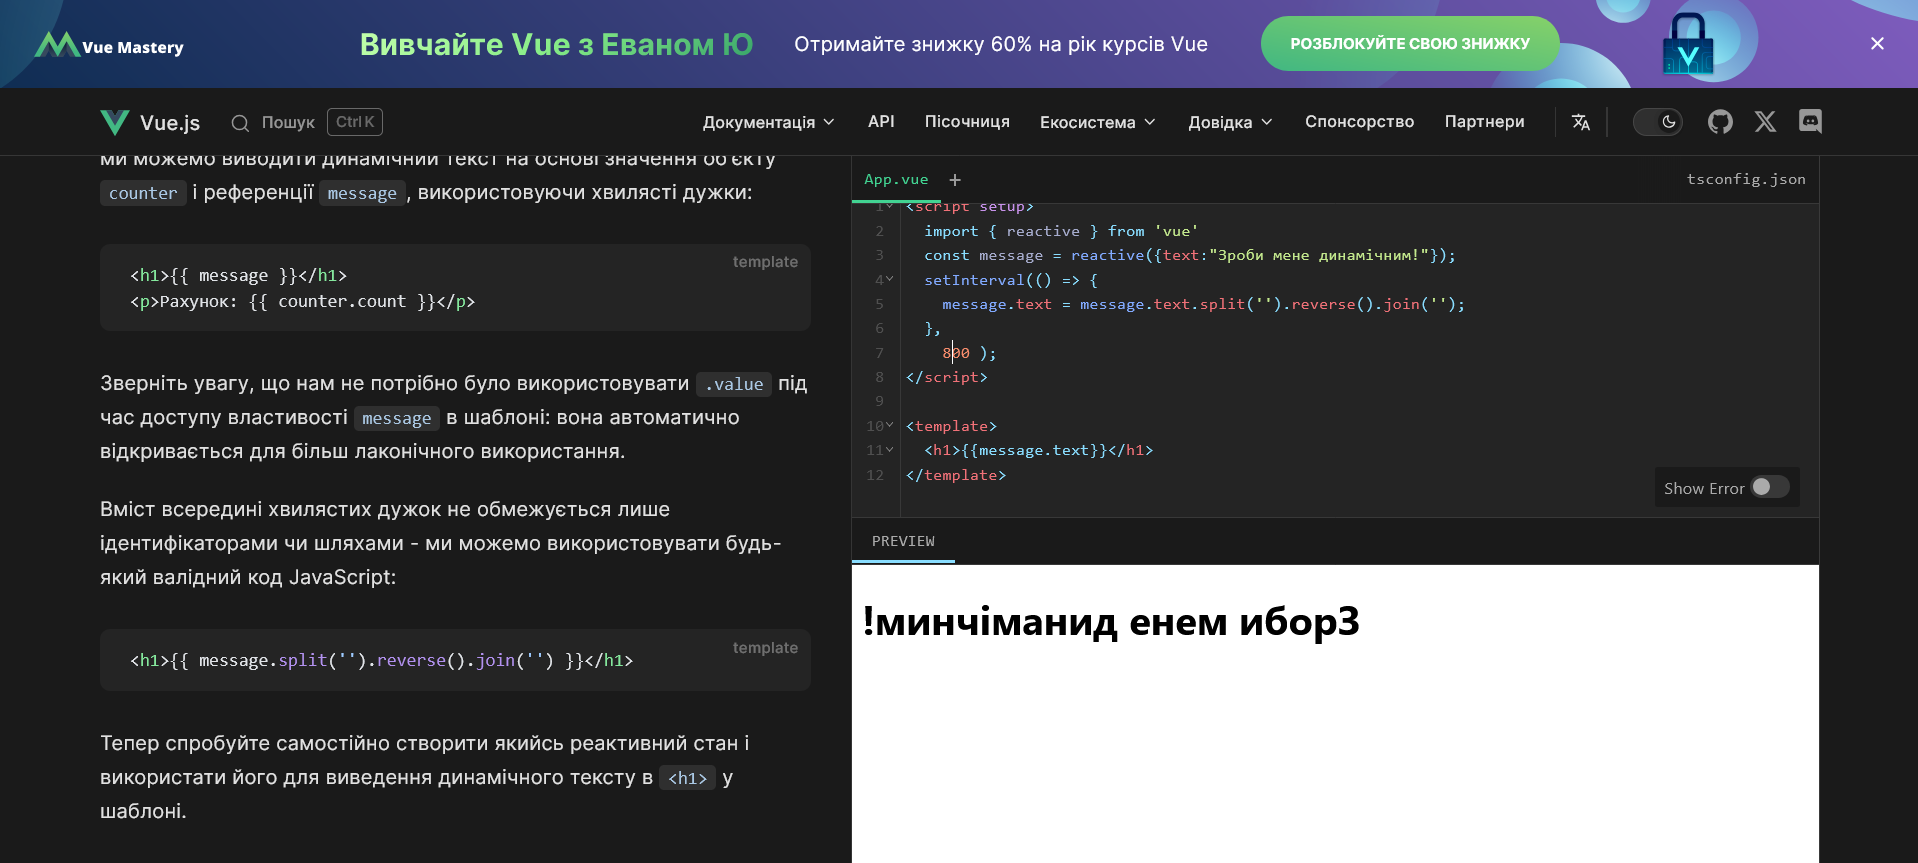 Vue Mastery
Вивчайте Vue з Еваном Ю
Отримайте знижку 60% на рік курсів Vue
РОЗБЛОКУЙТЕ СВОЮ ЗНИЖКУ
Vue.js
Пошук
Ctrl K
Документація
API
Пісочниця
Екосистема
Довідка
Спонсорство
Партнери
ми можемо виводити динамічний текст на основі значення об'єкту
counter і референції message, використовуючи хвилясті дужки:
template
<h1>{{ message }}</h1>
<p>Рахунок: {{ counter.count }}</p>
Зверніть увагу, що нам не потрібно було використовувати .value під
час доступу властивості message в шаблоні: вона автоматично
відкривається для більш лаконічного використання.
Вміст всередині хвилястих дужок не обмежується лише
ідентифікаторами чи шляхами - ми можемо використовувати будь-
який валідний код JavaScript:
template
<h1>{{ message.split('').reverse().join('') }}</h1>
Тепер спробуйте самостійно створити якийсь реактивний стан і
використати його для виведення динамічного тексту в <h1> у
шаблоні.
App.vue +
tsconfig.json
1 <script setup>
2 import { reactive } from 'vue'
3 const message = reactive({text:"Зроби мене динамічним!"});
4 setInterval(() => {
5 message.text = message.text.split('').reverse().join('');
6 },
7 800 );
8 </script>
9
10 <template>
11 <h1>{{message.text}}</h1>
12 </template>
Show Error
PREVIEW
!минчіманид енем иборЗ